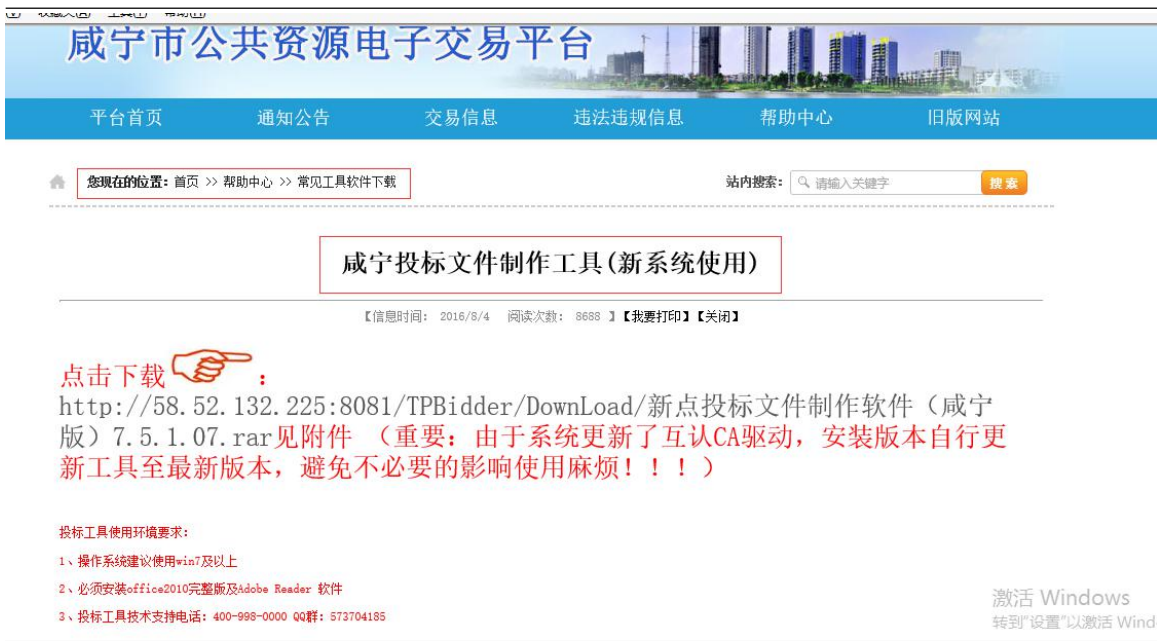 咸宁市公共资源电子交易平台
平台首页 通知公告 交易信息 违法违规信息 帮助中心 旧版网站
您现在的位置：首页 >> 帮助中心 >> 常见工具软件下载 站内搜索： 请输入关键字 搜索
咸宁投标文件制作工具(新系统使用)
【信息时间： 2016/8/4 阅读次数： 8688 】【我要打印】【关闭】
点击下载 ：
http://58.52.132.225:8081/TPBidder/DownLoad/新点投标文件制作软件（咸宁
版）7.5.1.07.rar见附件 （重要：由于系统更新了互认CA驱动，安装版本自行更
新工具至最新版本，避免不必要的影响使用麻烦！！！）
投标工具使用环境要求：
1、操作系统建议使用win7及以上
2、必须安装office2010完整版及Adobe Reader 软件
3、投标工具技术支持电话：400-998-0000 QQ群：573704185
激活 Windows
转到"设置"以激活 Wind